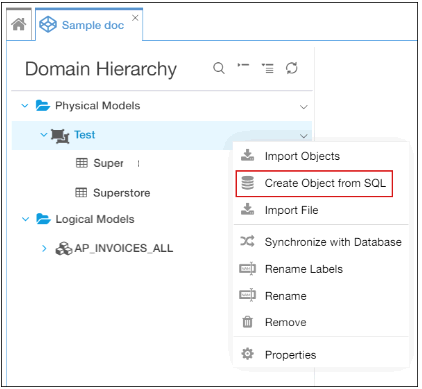 Sample doc
Domain Hierarchy
Physical Models
Test
Super
Superstore
Logical Models
AP_INVOICES_ALL
Import Objects
Create Object from SQL
Import File
Synchronize with Database
Rename Labels
Rename
Remove
Properties